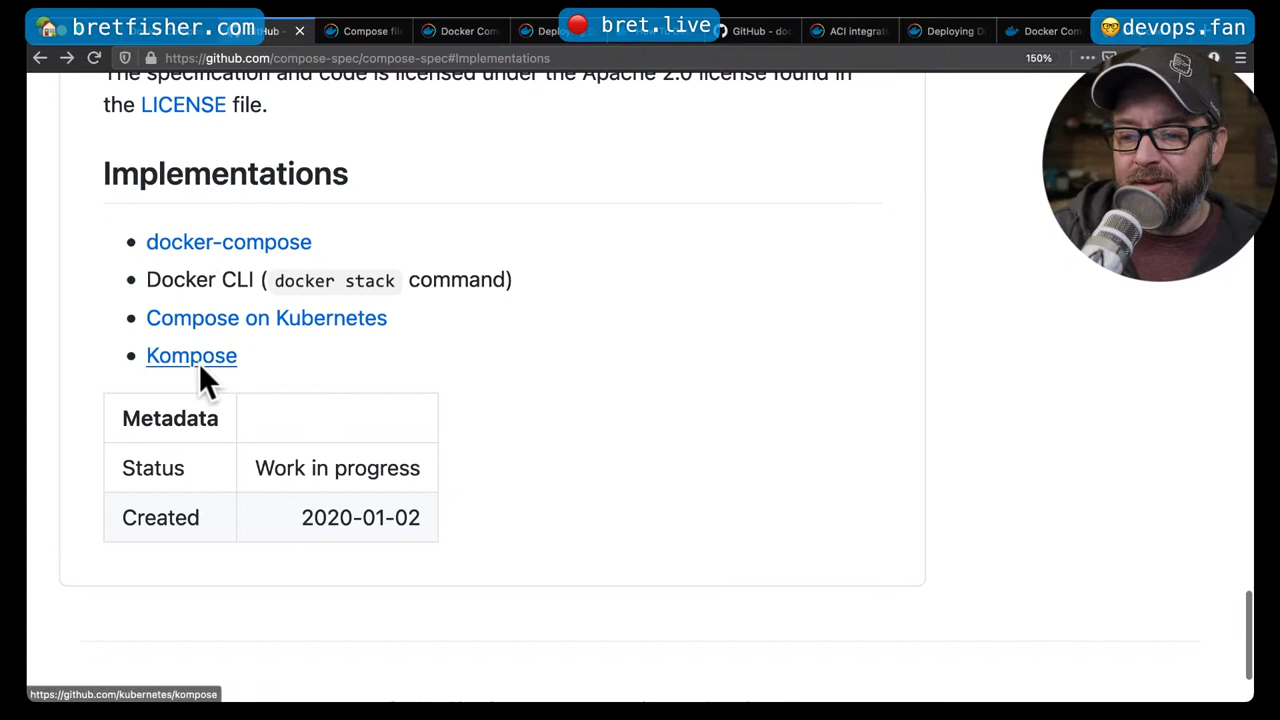 bretfisher.com
bret.live
devops.fan
Compose fil
Docker Com
Deplo
GitHub - doc
ACI integrati
Deploying D
Docker Com
https://github.com/compose-spec/compose-spec#Implementations
150%
The specification and code is licensed under the Apache 2.0 license found in
the LICENSE file.
Implementations
docker-compose
Docker CLI ( docker stack command)
Compose on Kubernetes
Kompose
Metadata
Status Work in progress
Created 2020-01-02
https://github.com/kubernetes/kompose